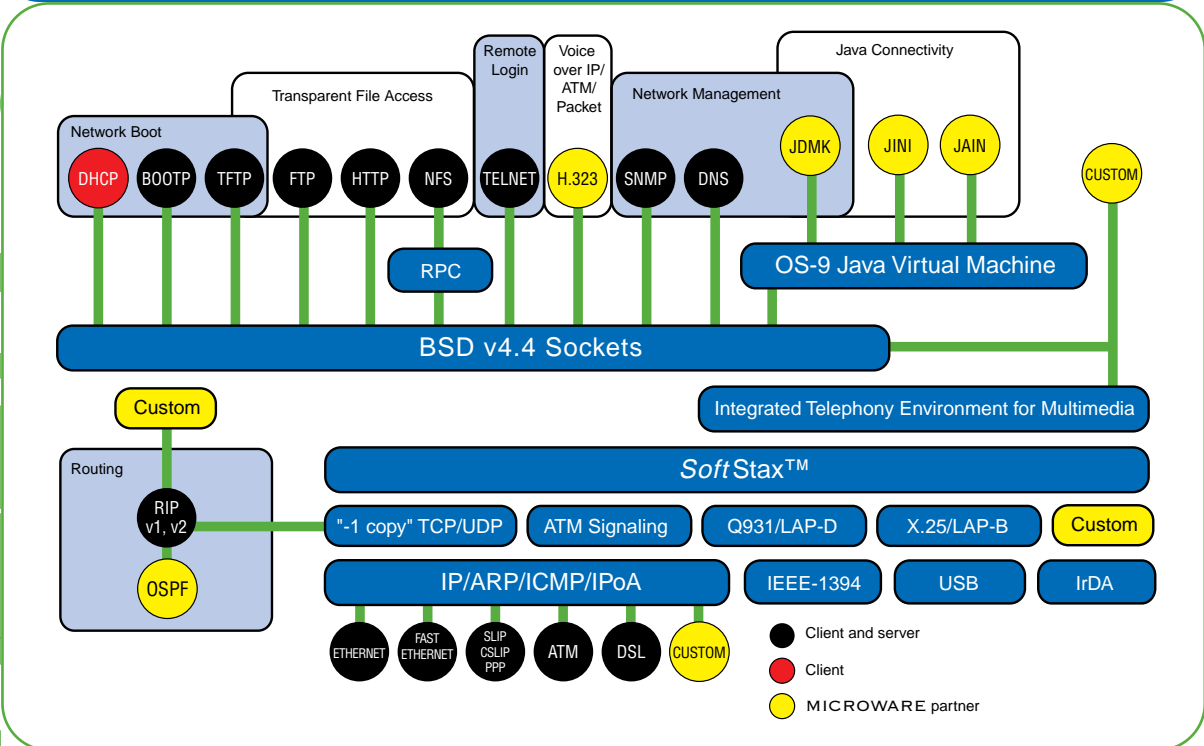 Remote
Login
Voice
over IP/
ATM/
Packet
Java Connectivity
Transparent File Access
Network Management
Network Boot
DHCP
BOOTP
TFTP
FTP
HTTP
NFS
TELNET
H.323
SNMP
DNS
JDMK
JINI
JAIN
CUSTOM
RPC
OS-9 Java Virtual Machine
BSD v4.4 Sockets
Custom
Integrated Telephony Environment for Multimedia
Routing
SoftStax™
RIP
v1, v2
"-1 copy" TCP/UDP
ATM Signaling
Q931/LAP-D
X.25/LAP-B
Custom
OSPF
IP/ARP/ICMP/IPoA
IEEE-1394
USB
IrDA
ETHERNET
FAST
ETHERNET
SLIP
CSLIP
PPP
ATM
DSL
CUSTOM
Client and server
Client
MICROWARE partner